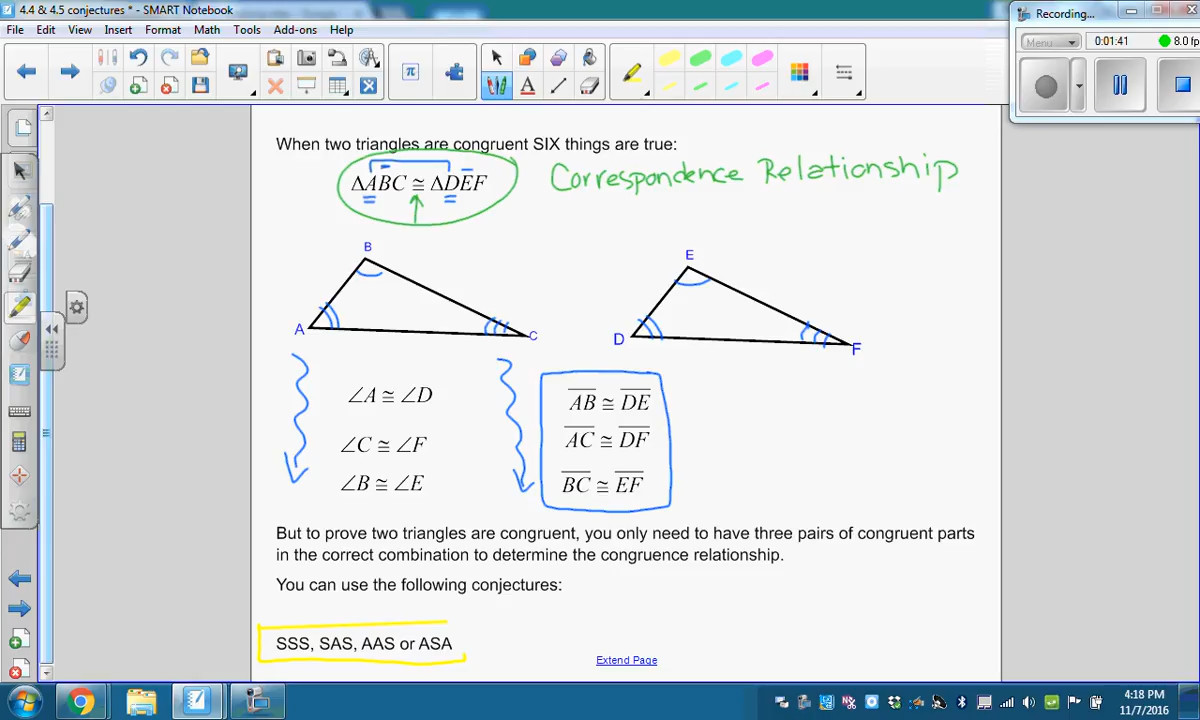 4.4 & 4.5 conjectures * - SMART Notebook
Recording...
File Edit View Insert Format Math Tools Add-ons Help
Menu
0:01:41
8.0 fp
π
A
When two triangles are congruent SIX things are true:
ΔABC ≅ ΔDEF
Correspondence Relationship
B
E
A
C
D
F
∠A ≅ ∠D
AB ≅ DE
∠C ≅ ∠F
AC ≅ DF
∠B ≅ ∠E
BC ≅ EF
But to prove two triangles are congruent, you only need to have three pairs of congruent parts
in the correct combination to determine the congruence relationship.
You can use the following conjectures:
SSS, SAS, AAS or ASA
Extend Page
4:18 PM
11/7/2016